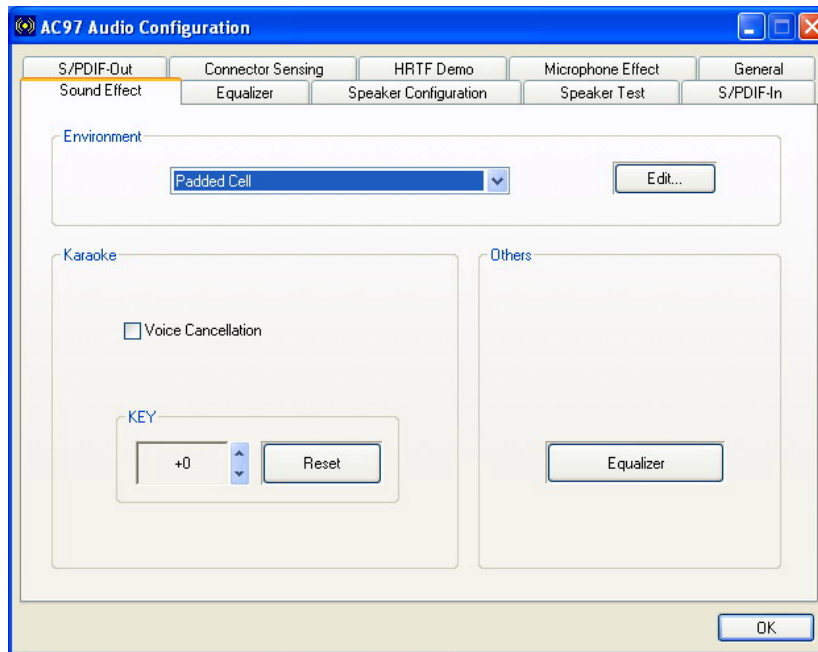 AC97 Audio Configuration
S/PDIF-Out Connector Sensing HRTF Demo Microphone Effect General
Sound Effect Equalizer Speaker Configuration Speaker Test S/PDIF-In
Environment
Padded Cell Edit...
Karaoke Others
Voice Cancellation
KEY
+0 Reset Equalizer
OK